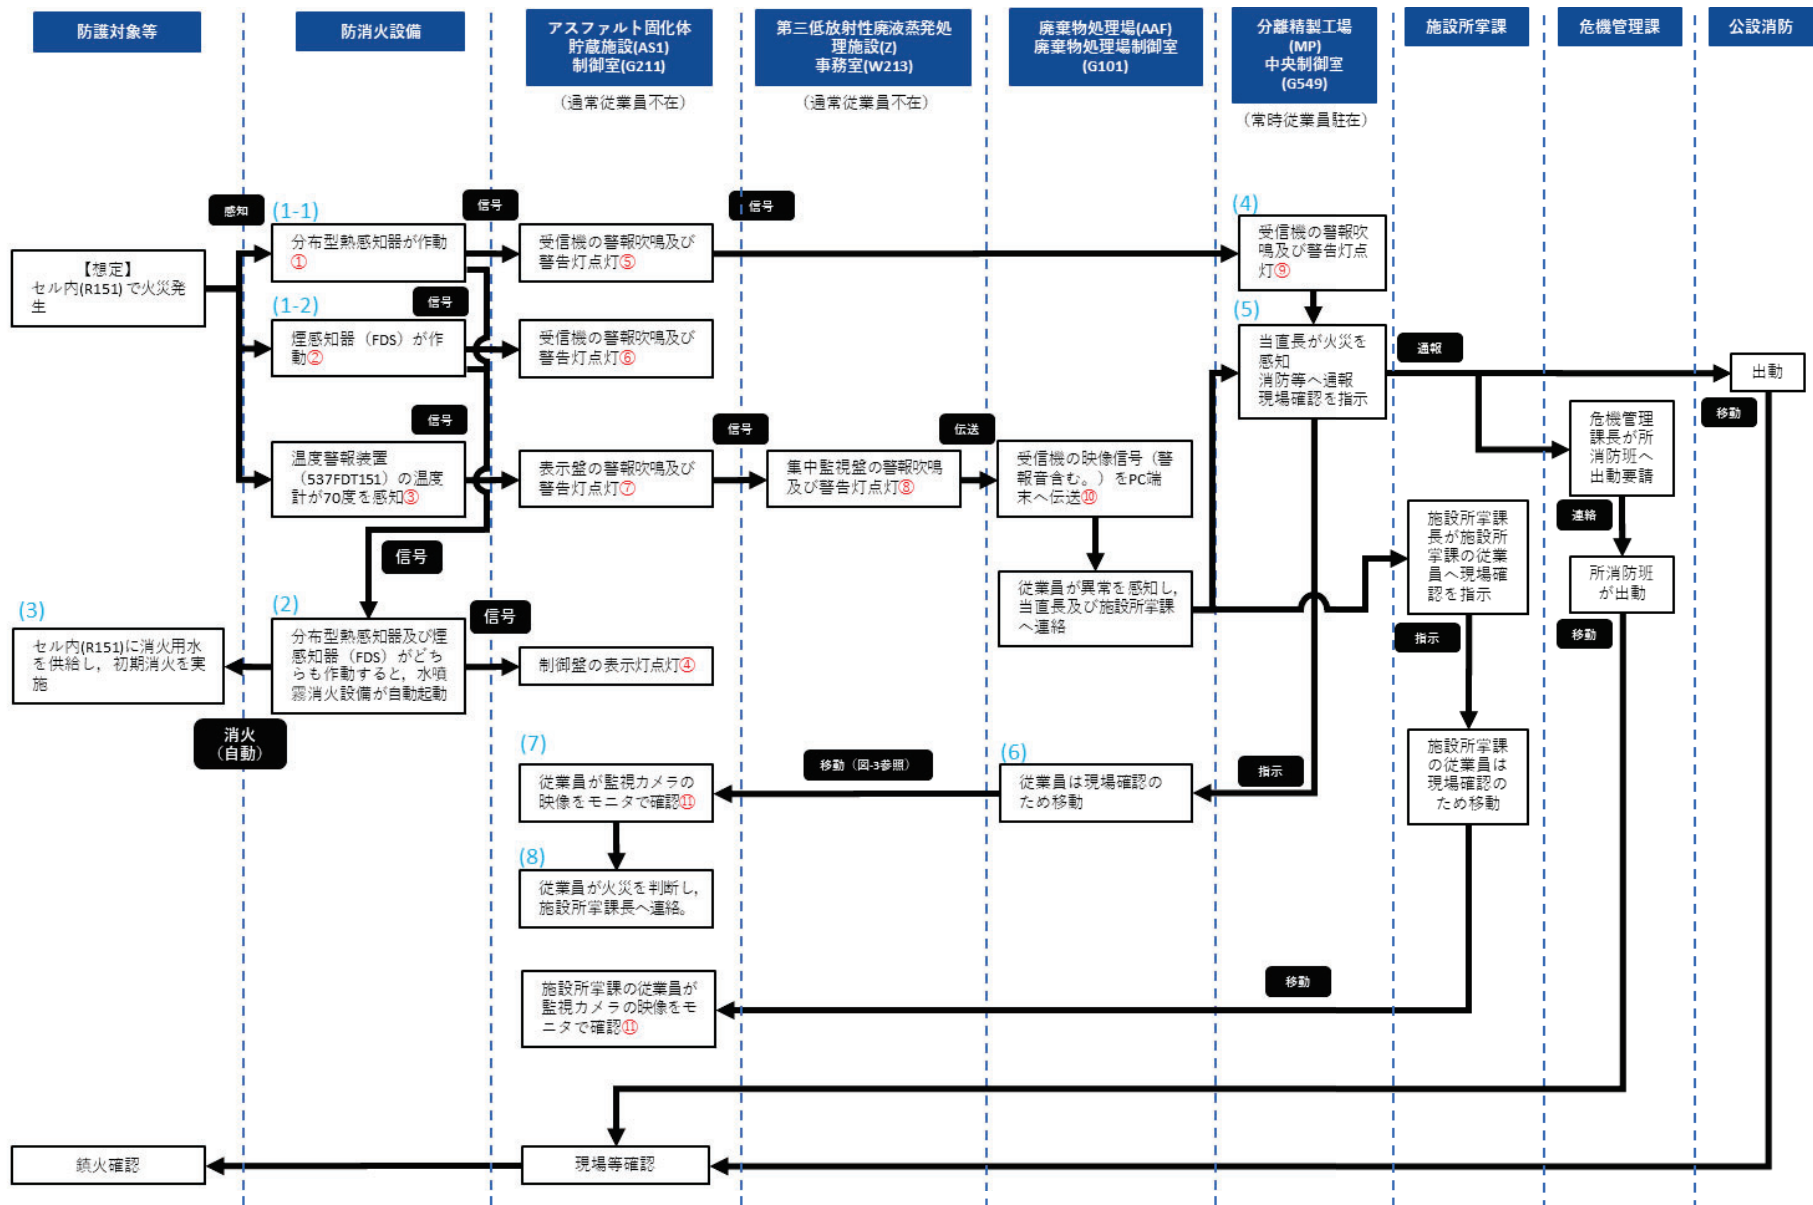 防護対象等
防消火設備
アスファルト固化体
貯蔵施設(AS1)
制御室(G211)
（通常従業員不在）
第三低放射性廃液蒸発処
理施設(Z)
事務室(W213)
（通常従業員不在）
廃棄物処理場(AAF)
廃棄物処理場制御室
(G101)
分離精製工場
(MP)
中央制御室
(G549)
（常時従業員駐在）
施設所掌課
危機管理課
公設消防
感知
信号
信号
(1-1)
(4)
【想定】
セル内(R151) で火災発
生
分布型熱感知器が作動
①
受信機の警報吹鳴及び
警告灯点灯⑤
受信機の警報吹
鳴及び警告灯点
灯⑨
信号
(1-2)
煙感知器（FDS）が作
動②
受信機の警報吹鳴及び
警告灯点灯⑥
(5)
当直長が火災を
感知
消防等へ通報
現場確認を指示
通報
出動
移動
信号
信号
伝送
温度警報装置
（537FDT151）の温度
計が70度を感知③
表示盤の警報吹鳴及び
警告灯点灯⑦
集中監視盤の警報吹鳴
及び警告灯点灯⑧
受信機の映像信号（警
報音含む。）をPC端
末へ伝送⑩
危機管理
課長が所
消防班へ
出動要請
連絡
施設所掌課
長が施設所
掌課の従業
員へ現場確
認を指示
所消防班
が出動
移動
信号
従業員が異常を感知し，
当直長及び施設所掌課
へ連絡
指示
(3)
セル内(R151)に消火用水
を供給し，初期消火を実
施
(2)
分布型熱感知器及び煙
感知器（FDS）がどち
らも作動すると，水噴
霧消火設備が自動起動
信号
制御盤の表示灯点灯④
消火
（自動）
(7)
従業員が監視カメラの
映像をモニタで確認⑪
移動（図-3参照）
(6)
従業員は現場確認の
ため移動
指示
施設所掌課
の従業員は
現場確認の
ため移動
(8)
従業員が火災を判断し，
施設所掌課長へ連絡。
施設所掌課の従業員が
監視カメラの映像をモ
ニタで確認⑪
移動
鎮火確認
現場等確認